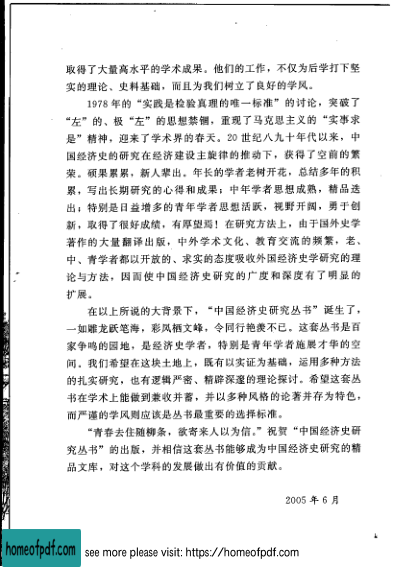 取得了大量高水平的学术成果。他们的工作，不仅为后学打下坚
实的理论、史料基础，而且为我们树立了良好的学风。
1978 年的“实践是检验真理的唯一标准”的讨论，突破了
“左”的、极“左”的思想禁锢，重现了马克思主义的“实事求
是”精神，迎来了学术界的春天。20 世纪八九十年代以来，中
国经济史的研究在经济建设主旋律的推动下，获得了空前的繁
荣。硕果累累，新人辈出。年长的学者老树开花，总结多年的积
累，写出长期研究的心得和成果；中年学者思想成熟，精品迭
出；特别是日益增多的青年学者思想活跃，视野开阔，勇于创
新，取得了很好成绩，有厚望焉！在研究方法上，由于国外史学
著作的大量翻译出版，中外学术文化、教育交流的频繁，老、
中、青学者都以开放的、求实的态度吸收外国经济史学研究的理
论与方法，因而使中国经济史研究的广度和深度有了明显的
扩展。
在以上所说的大背景下，“中国经济史研究丛书”诞生了，
一如雕龙跃笔海，彩凤栖文峰，令同行艳羡不已。这套丛书是百
家争鸣的园地，是经济史学者，特别是青年学者施展才华的空
间。我们希望在这块土地上，既有以实证为基础，运用多种方法
的扎实研究，也有逻辑严密、精辟深邃的理论探讨。希望这套丛
书在学术上能做到兼收并蓄，并以多种风格的论著并存为特色，
而严谨的学风则应该是丛书最重要的选择标准。
“青春去住随柳条，欲寄来人以为信。”祝贺“中国经济史研
究丛书”的出版，并相信这套丛书能够成为中国经济史研究的精
品文库，对这个学科的发展做出有价值的贡献。
2005 年 6 月
homeofpdf.com see more please visit: https://homeofpdf.com